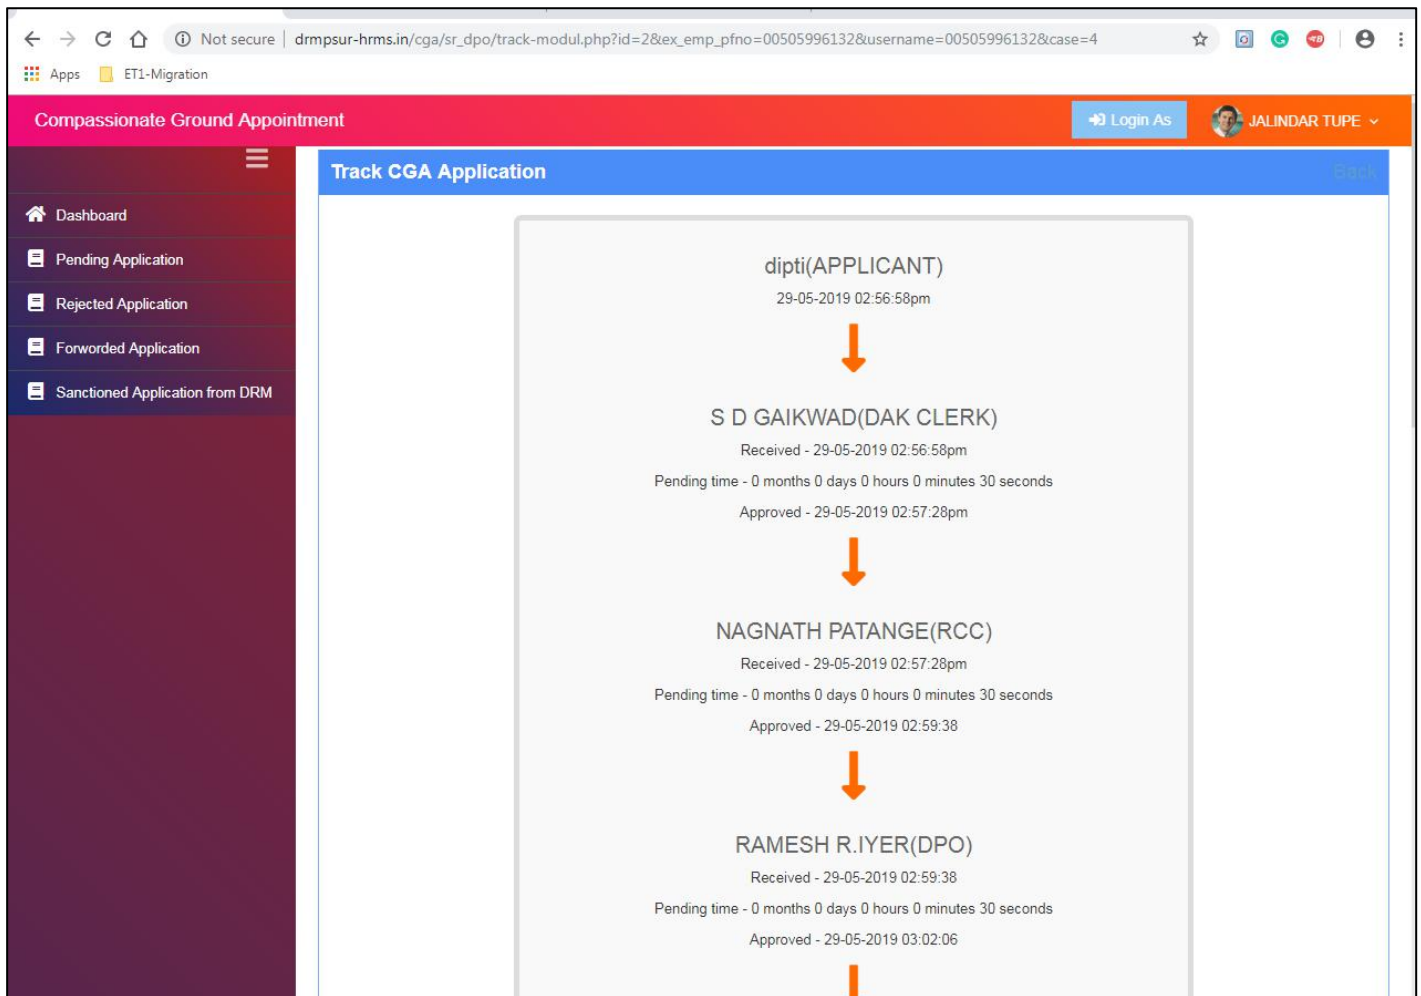 Not secure | drmpsur-hrms.in/cga/sr_dpo/track-modul.php?id=2&ex_emp_pfno=00505996132&username=00505996132&case=4
Apps ET1-Migration
Compassionate Ground Appointment Login As JALINDAR TUPE
Track CGA Application Back
Dashboard
Pending Application
Rejected Application
Forworded Application
Sanctioned Application from DRM
dipti(APPLICANT)
29-05-2019 02:56:58pm
S D GAIKWAD(DAK CLERK)
Received - 29-05-2019 02:56:58pm
Pending time - 0 months 0 days 0 hours 0 minutes 30 seconds
Approved - 29-05-2019 02:57:28pm
NAGNATH PATANGE(RCC)
Received - 29-05-2019 02:57:28pm
Pending time - 0 months 0 days 0 hours 0 minutes 30 seconds
Approved - 29-05-2019 02:59:38
RAMESH R.IYER(DPO)
Received - 29-05-2019 02:59:38
Pending time - 0 months 0 days 0 hours 0 minutes 30 seconds
Approved - 29-05-2019 03:02:06